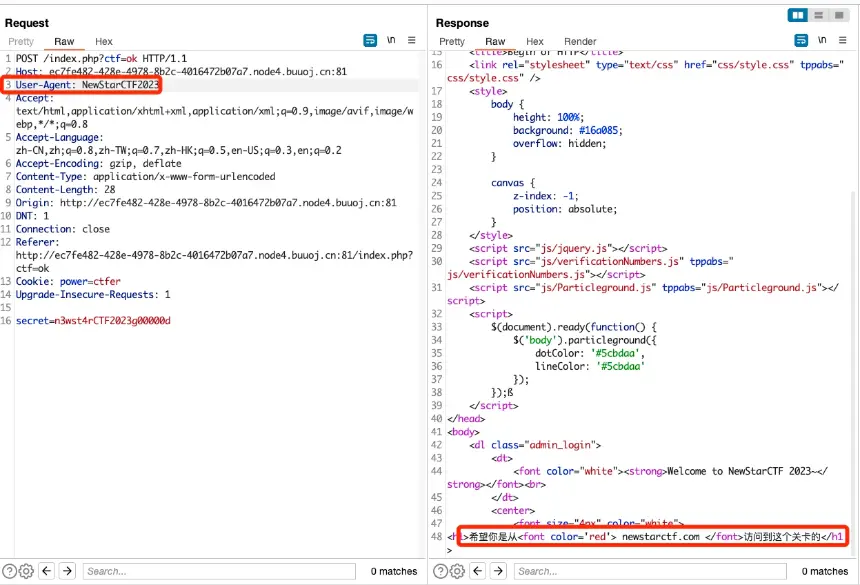 Request
Pretty Raw Hex
\n
1 POST /index.php?ctf=ok HTTP/1.1
2 Host: ec7fe482-428e-4978-8b2c-4016472b07a7.node4.buuoj.cn:81
3 User-Agent: NewStarCTF2023
4 Accept:
text/html,application/xhtml+xml,application/xml;q=0.9,image/avif,image/w
ebp,*/*;q=0.8
5 Accept-Language:
zh-CN,zh;q=0.8,zh-TW;q=0.7,zh-HK;q=0.5,en-US;q=0.3,en;q=0.2
6 Accept-Encoding: gzip, deflate
7 Content-Type: application/x-www-form-urlencoded
8 Content-Length: 28
9 Origin: http://ec7fe482-428e-4978-8b2c-4016472b07a7.node4.buuoj.cn:81
10 DNT: 1
11 Connection: close
12 Referer:
http://ec7fe482-428e-4978-8b2c-4016472b07a7.node4.buuoj.cn:81/index.php?
ctf=ok
13 Cookie: power=ctfer
14 Upgrade-Insecure-Requests: 1
15
16 secret=n3wst4rCTF2023g00000d
Search...
0 matches
Response
Pretty Raw Hex Render
\n
15 <title>Begin of HTTP</title>
16 <link rel="stylesheet" type="text/css" href="css/style.css" tppabs="
css/style.css" />
17 <style>
18 body {
19 height: 100%;
20 background: #16a085;
21 overflow: hidden;
22 }
23
24 canvas {
25 z-index: -1;
26 position: absolute;
27 }
28 </style>
29 <script src="js/jquery.js"></script>
30 <script src="js/verificationNumbers.js" tppabs="
js/verificationNumbers.js"></script>
31 <script src="js/Particleground.js" tppabs="js/Particleground.js"></
script>
32 <script>
33 $(document).ready(function() {
34 $('body').particleground({
35 dotColor: '#5cbdaa',
36 lineColor: '#5cbdaa'
37 });
38 });ß
39 </script>
40 </head>
41 <body>
42 <dl class="admin_login">
43 <dt>
44 <font color="white"><strong>Welcome to NewStarCTF 2023~</
strong></font><br>
45 </dt>
46 <center>
47 <font size="4px" color="white">
48 <h1>希望你是从<font color='red'> newstarctf.com </font>访问到这个关卡的</h1
>
Search...
0 matches